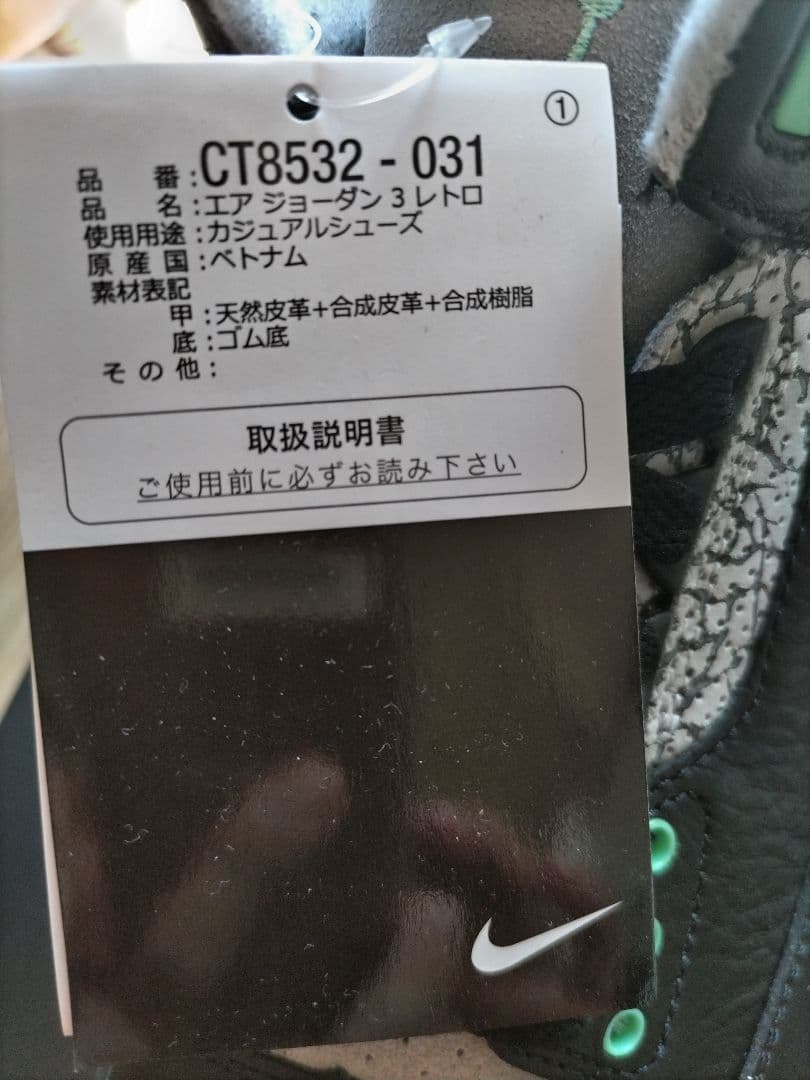 ①
品番:CT8532-031
品名:エア ジョーダン 3 レトロ
使用用途:カジュアルシューズ
原産国:ベトナム
素材表記
甲:天然皮革+合成皮革+合成樹脂
底:ゴム底
その他:
取扱説明書
ご使用前に必ずお読み下さい